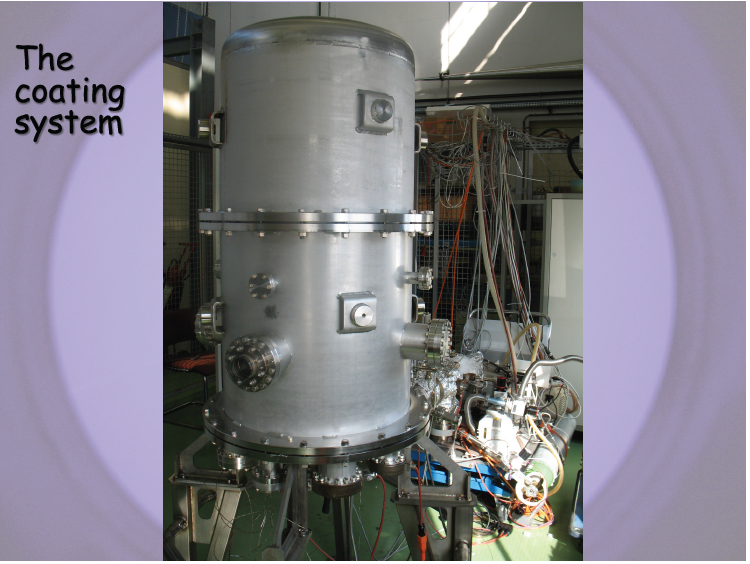 The
coating
system